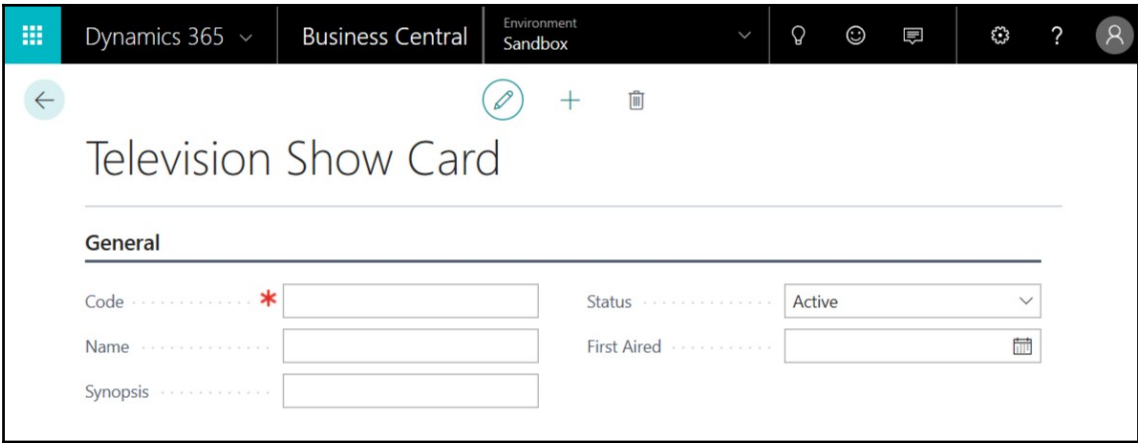 Dynamics 365
Business Central
Environment
Sandbox
?
Television Show Card
General
Code
*
Name
Synopsis
Status
Active
First Aired